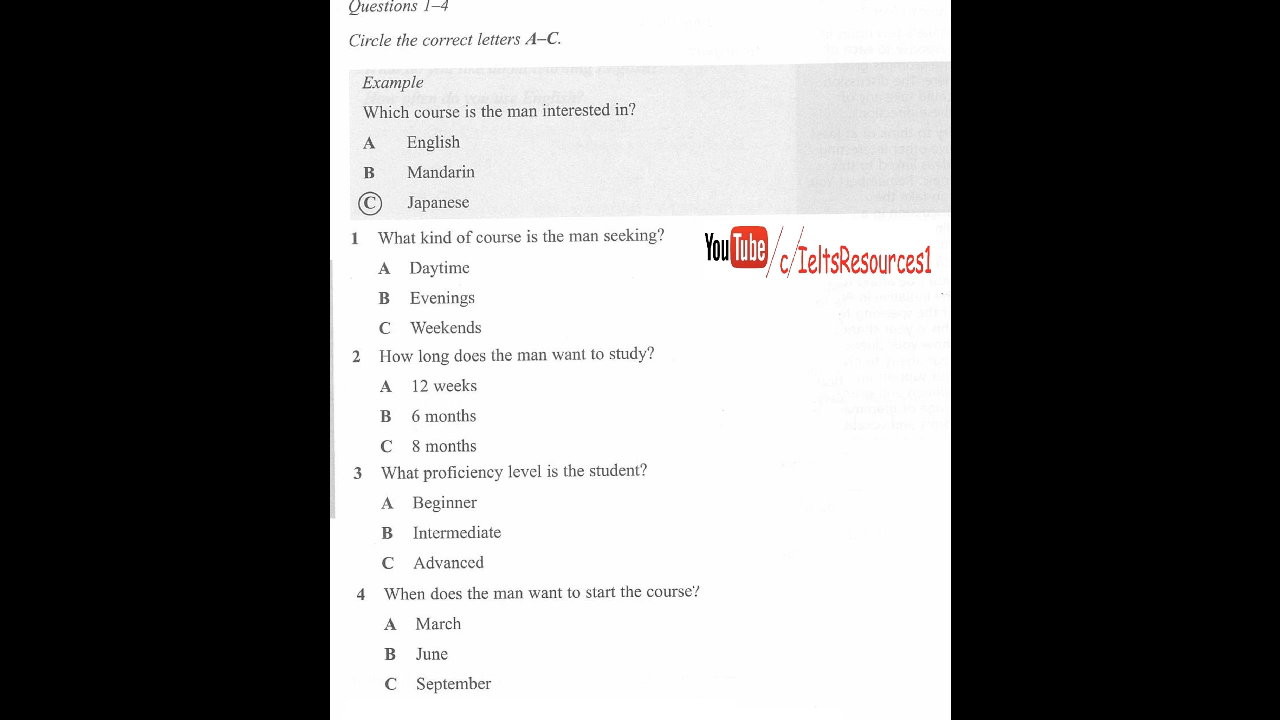 Questions 1–4
Circle the correct letters A–C.
Example
Which course is the man interested in?
A English
B Mandarin
C Japanese
1 What kind of course is the man seeking?
YouTube/c/IeltsResources1
A Daytime
B Evenings
C Weekends
2 How long does the man want to study?
A 12 weeks
B 6 months
C 8 months
3 What proficiency level is the student?
A Beginner
B Intermediate
C Advanced
4 When does the man want to start the course?
A March
B June
C September